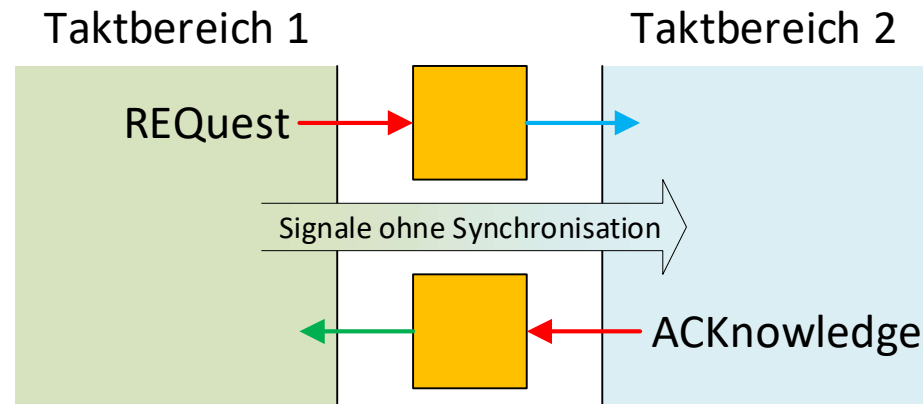 Taktbereich 1
Taktbereich 2
REQuest
Signale ohne Synchronisation
ACKnowledge